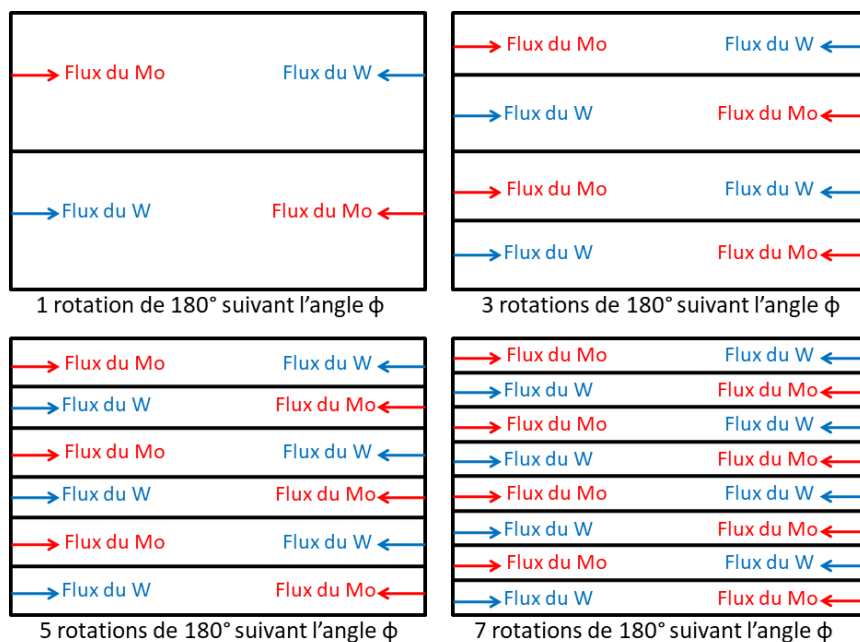 Flux du Mo Flux du W
Flux du W Flux du Mo
1 rotation de 180° suivant l'angle ϕ
Flux du Mo Flux du W
Flux du W Flux du Mo
Flux du Mo Flux du W
Flux du W Flux du Mo
3 rotations de 180° suivant l'angle ϕ
Flux du Mo Flux du W
Flux du W Flux du Mo
Flux du Mo Flux du W
Flux du W Flux du Mo
Flux du Mo Flux du W
Flux du W Flux du Mo
5 rotations de 180° suivant l'angle ϕ
Flux du Mo Flux du W
Flux du W Flux du Mo
Flux du Mo Flux du W
Flux du W Flux du Mo
Flux du Mo Flux du W
Flux du W Flux du Mo
Flux du Mo Flux du W
Flux du W Flux du Mo
7 rotations de 180° suivant l'angle ϕ